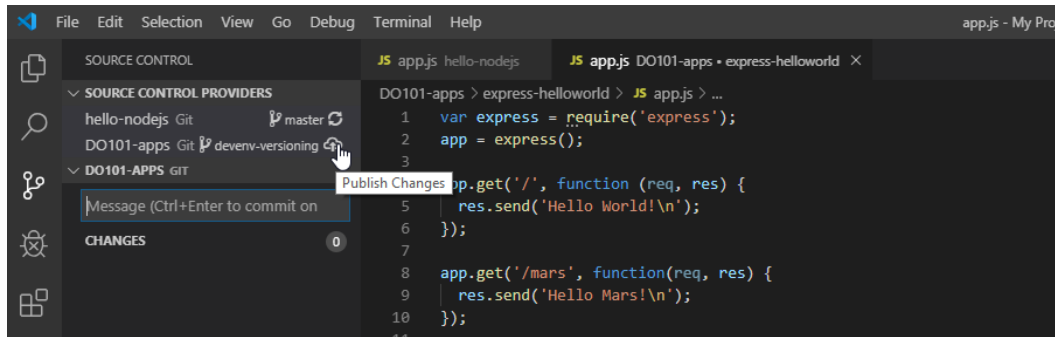 File Edit Selection View Go Debug Terminal Help app.js - My Pro
SOURCE CONTROL
JS app.js hello-nodejs JS app.js DO101-apps • express-helloworld ×
SOURCE CONTROL PROVIDERS
hello-nodejs Git master
DO101-apps Git devenv-versioning
Publish Changes
DO101-APPS GIT
Message (Ctrl+Enter to commit on
CHANGES 0
DO101-apps > express-helloworld > JS app.js > ...
1 var express = require('express');
2 app = express();
3
pp.get('/', function (req, res) {
5 res.send('Hello World!\n');
6 });
7
8 app.get('/mars', function(req, res) {
9 res.send('Hello Mars!\n');
10 });